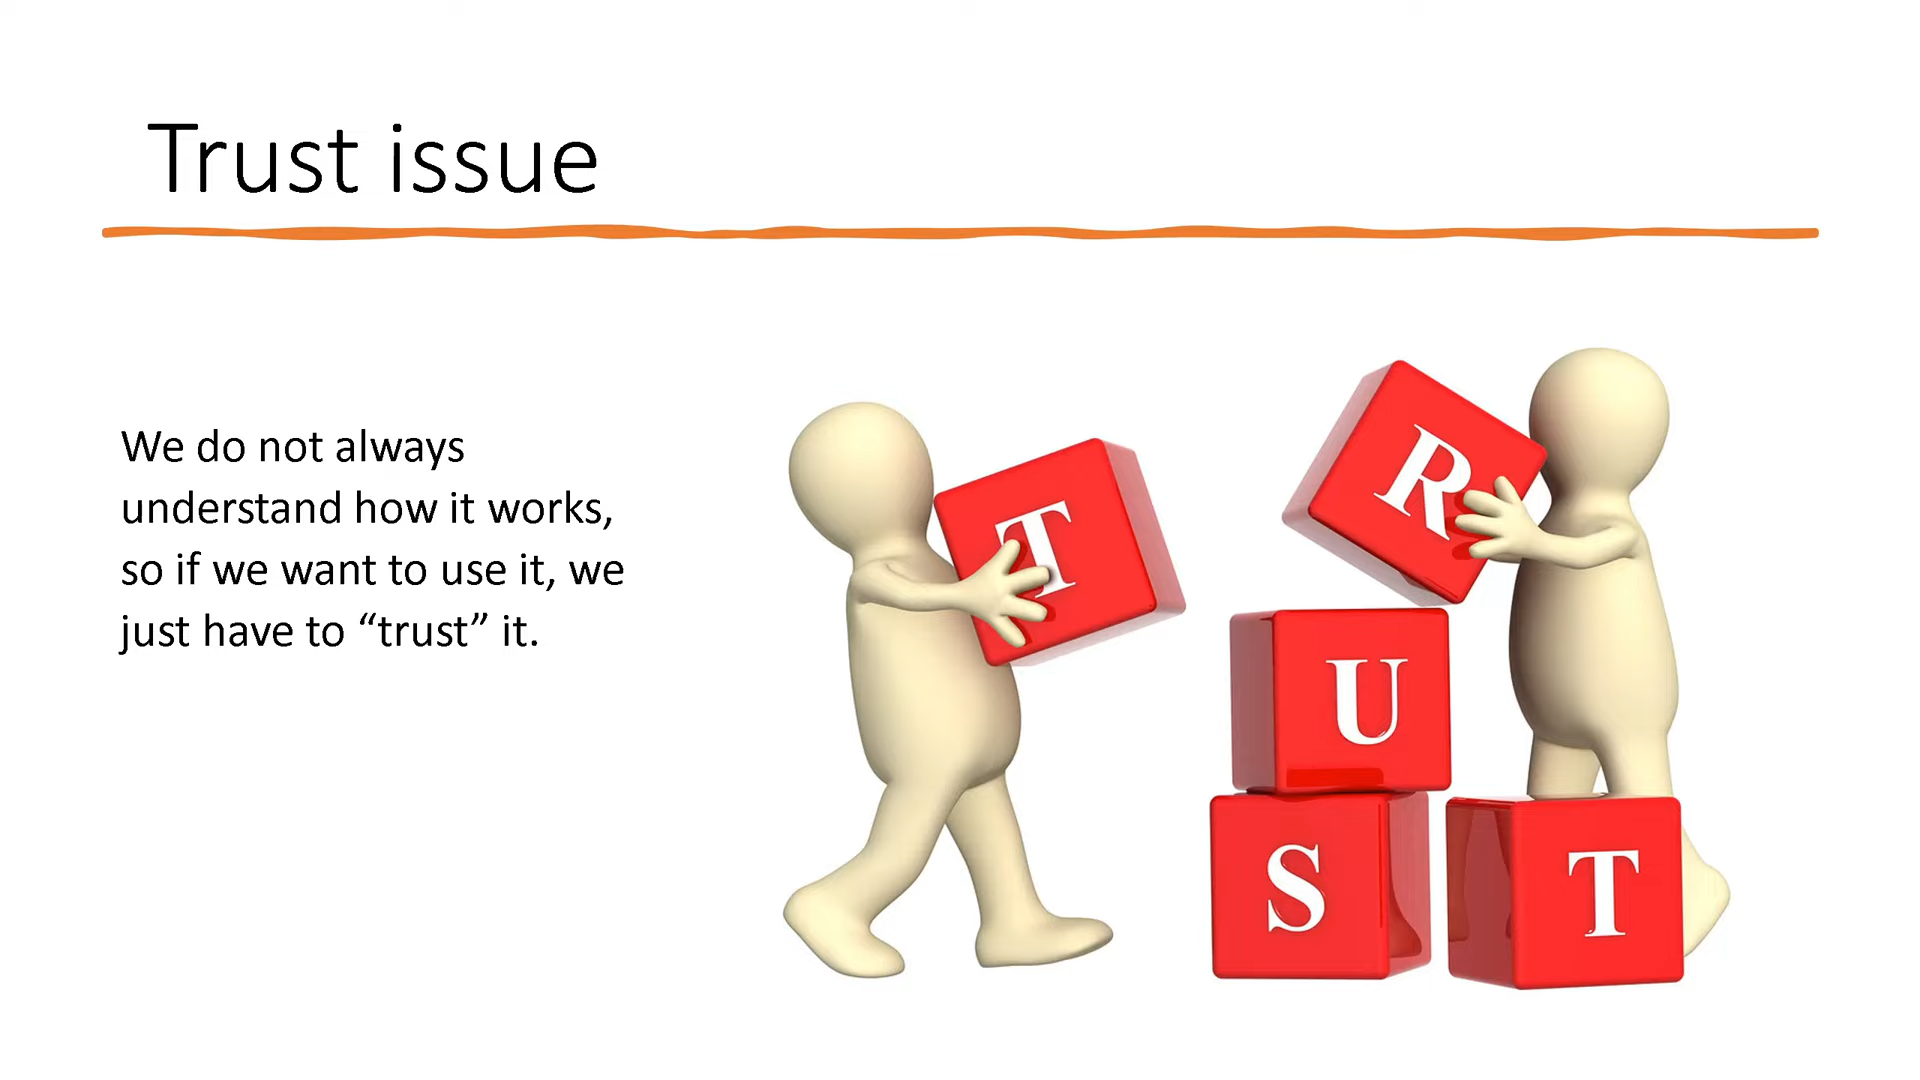 Trust issue
We do not always
understand how it works,
so if we want to use it, we
just have to “trust” it.
T
R
U
S
T